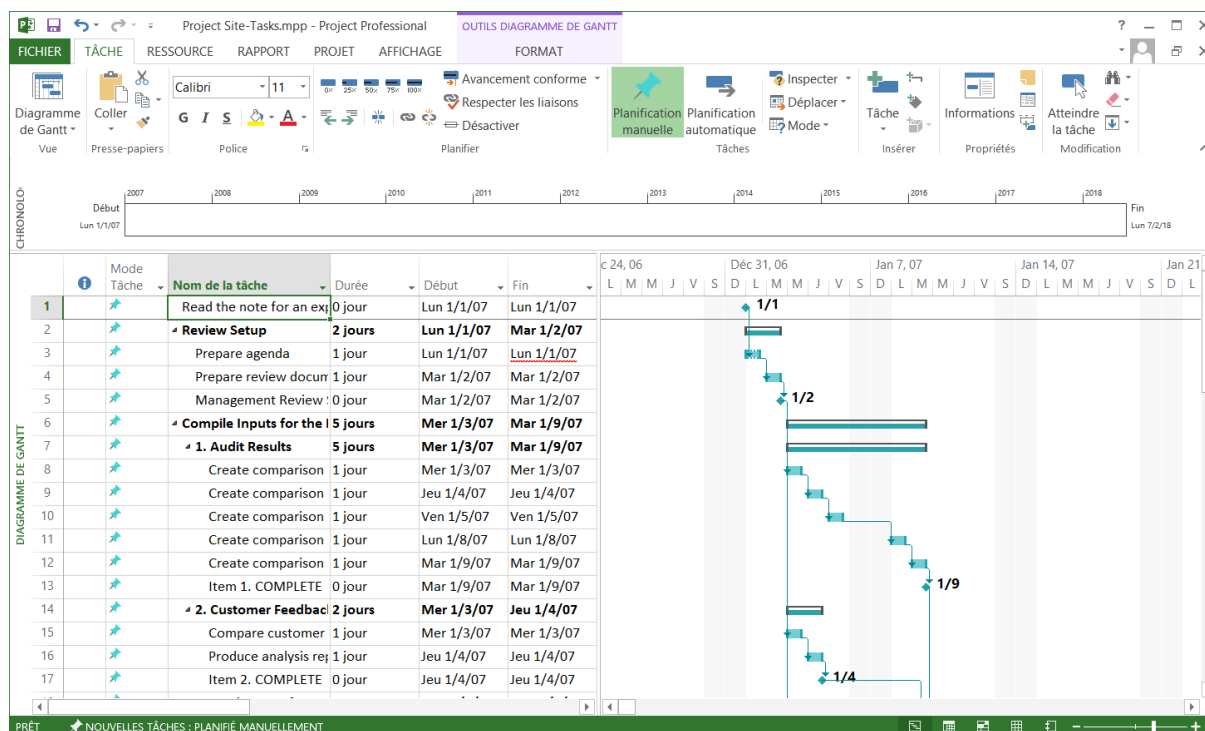 Project Site-Tasks.mpp - Project Professional
OUTILS DIAGRAMME DE GANTT
?
FICHIER TÂCHE RESSOURCE RAPPORT PROJET AFFICHAGE FORMAT
Diagramme de Gantt
Vue
Coller
Presse-papiers
Calibri 11
G I S A
Police
0% 25% 50% 75% 100%
Avancement conforme
Respecter les liaisons
Désactiver
Planifier
Planification manuelle
Planification automatique
Inspecter
Déplacer
Mode
Tâches
Tâche
Insérer
Informations
Propriétés
Atteindre la tâche
Modification
CHRONOLO
2007 2008 2009 2010 2011 2012 2013 2014 2015 2016 2017 2018
Début
Lun 1/1/07
Fin
Lun 7/2/18
Mode Tâche Nom de la tâche Durée Début Fin
c 24, 06 Déc 31, 06 Jan 7, 07 Jan 14, 07 Jan 21
L M M J V S D L M M J V S D L M M J V S D L M M J V S D L
1 Read the note for an exp 0 jour Lun 1/1/07 Lun 1/1/07 1/1
2 Review Setup 2 jours Lun 1/1/07 Mar 1/2/07
3 Prepare agenda 1 jour Lun 1/1/07 Lun 1/1/07
4 Prepare review docum 1 jour Mar 1/2/07 Mar 1/2/07
5 Management Review 0 jour Mar 1/2/07 Mar 1/2/07 1/2
6 Compile Inputs for the 5 jours Mer 1/3/07 Mar 1/9/07
7 1. Audit Results 5 jours Mer 1/3/07 Mar 1/9/07
8 Create comparison 1 jour Mer 1/3/07 Mer 1/3/07
9 Create comparison 1 jour Jeu 1/4/07 Jeu 1/4/07
10 Create comparison 1 jour Ven 1/5/07 Ven 1/5/07
11 Create comparison 1 jour Lun 1/8/07 Lun 1/8/07
12 Create comparison 1 jour Mar 1/9/07 Mar 1/9/07
13 Item 1. COMPLETE 0 jour Mar 1/9/07 Mar 1/9/07 1/9
14 2. Customer Feedbac 2 jours Mer 1/3/07 Jeu 1/4/07
15 Compare customer 1 jour Mer 1/3/07 Mer 1/3/07
16 Produce analysis rep 1 jour Jeu 1/4/07 Jeu 1/4/07
17 Item 2. COMPLETE 0 jour Jeu 1/4/07 Jeu 1/4/07 1/4
DIAGRAMME DE GANTT
PRÊT NOUVELLES TÂCHES : PLANIFIÉ MANUELLEMENT